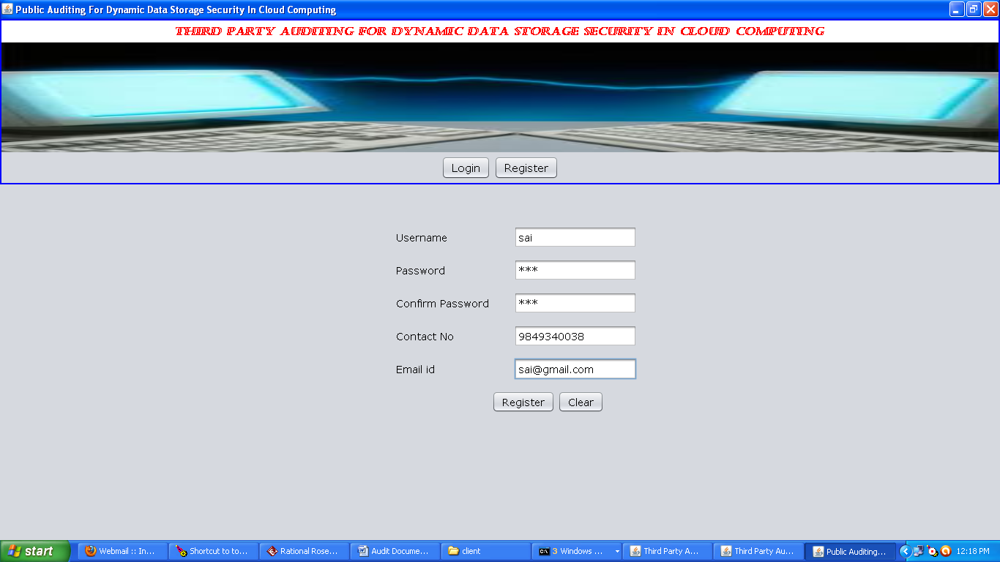 Public Auditing For Dynamic Data Storage Security In Cloud Computing
THIRD PARTY AUDITING FOR DYNAMIC DATA STORAGE SECURITY IN CLOUD COMPUTING
Login Register
Username sai
Password ***
Confirm Password ***
Contact No 9849340038
Email id sai@gmail.com
Register Clear
start Webmail :: In... Shortcut to to... Rational Rose... Audit Docume... client 3 Windows ... Third Party A... Third Party Au... Public Auditing... 12:18 PM